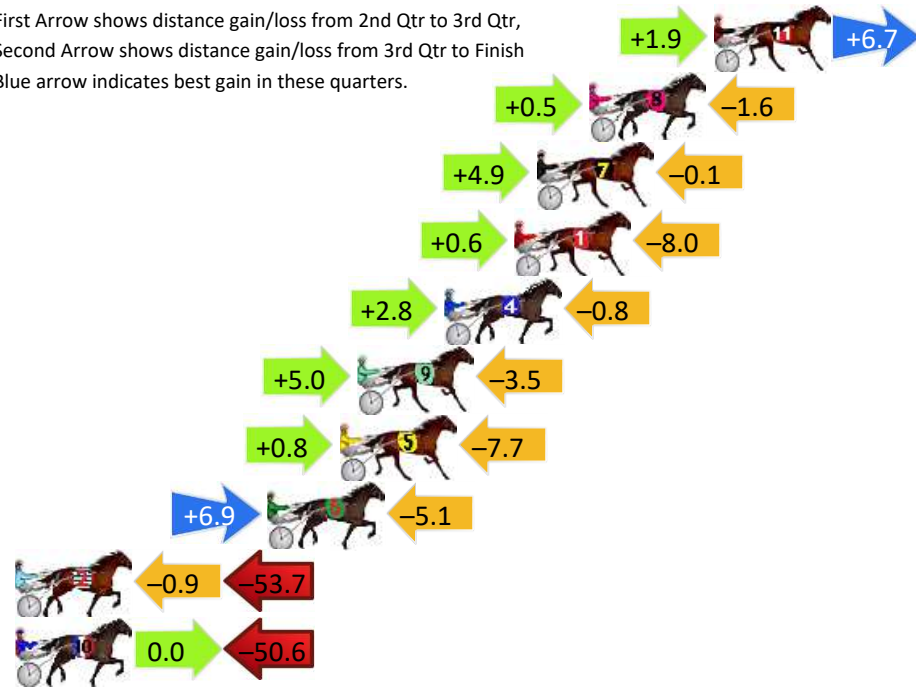 First Arrow shows distance gain/loss from 2nd Qtr to 3rd Qtr,
Second Arrow shows distance gain/loss from 3rd Qtr to Finish
Blue arrow indicates best gain in these quarters.
+1.9 11 +6.7
+0.5 8 –1.6
+4.9 7 –0.1
+0.6 1 –8.0
+2.8 4 –0.8
+5.0 9 –3.5
+0.8 5 –7.7
+6.9 6 –5.1
2 –0.9 –53.7
10 0.0 –50.6